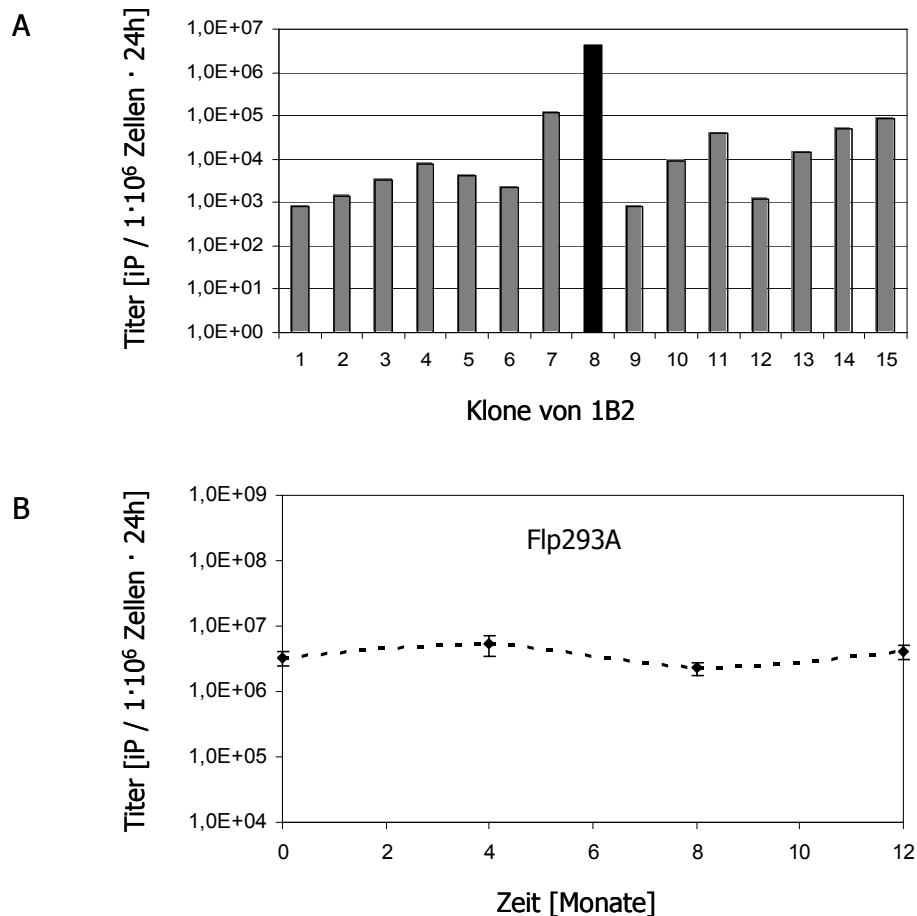 A
Titer [iP / 1·10⁶ Zellen · 24h]
1,0E+07
1,0E+06
1,0E+05
1,0E+04
1,0E+03
1,0E+02
1,0E+01
1,0E+00
1 2 3 4 5 6 7 8 9 10 11 12 13 14 15
Klone von 1B2
B
Titer [iP / 1·10⁶ Zellen · 24h]
1,0E+09
1,0E+08
1,0E+07
1,0E+06
1,0E+05
1,0E+04
Flp293A
0 2 4 6 8 10 12
Zeit [Monate]